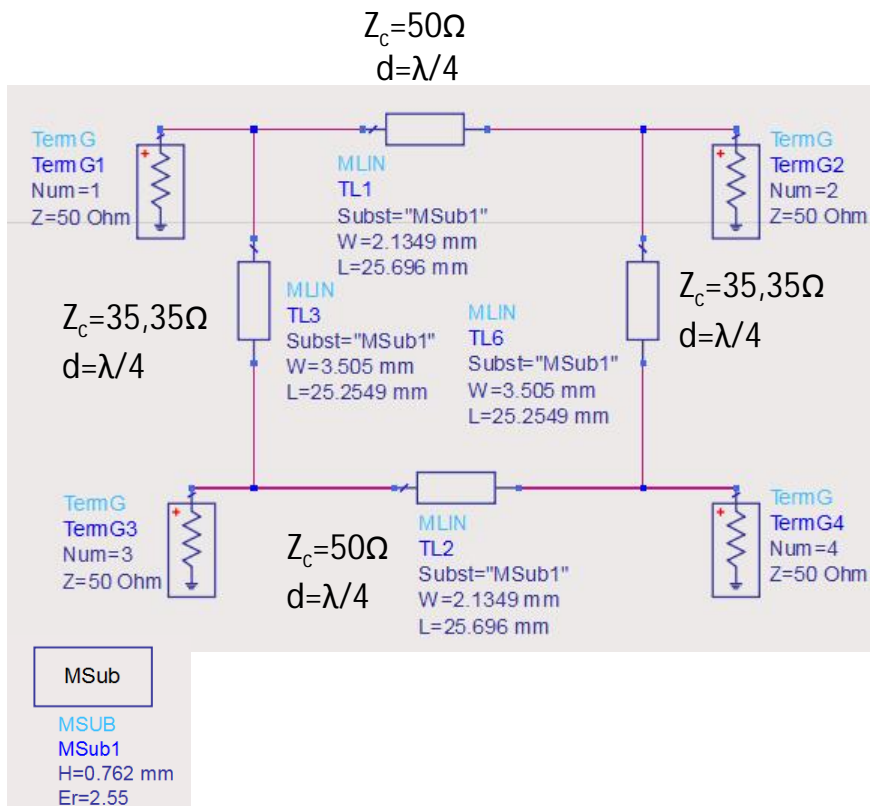 Zc=50Ω
d=λ/4
TermG
TermG1
Num=1
Z=50 Ohm
+
MLIN
TL1
Subst="MSub1"
W=2.1349 mm
L=25.696 mm
+
TermG
TermG2
Num=2
Z=50 Ohm
Zc=35,35Ω
d=λ/4
MLIN
TL3
Subst="MSub1"
W=3.505 mm
L=25.2549 mm
MLIN
TL6
Subst="MSub1"
W=3.505 mm
L=25.2549 mm
Zc=35,35Ω
d=λ/4
TermG
TermG3
Num=3
Z=50 Ohm
+
Zc=50Ω
d=λ/4
MLIN
TL2
Subst="MSub1"
W=2.1349 mm
L=25.696 mm
+
TermG
TermG4
Num=4
Z=50 Ohm
MSub
MSUB
MSub1
H=0.762 mm
Er=2.55